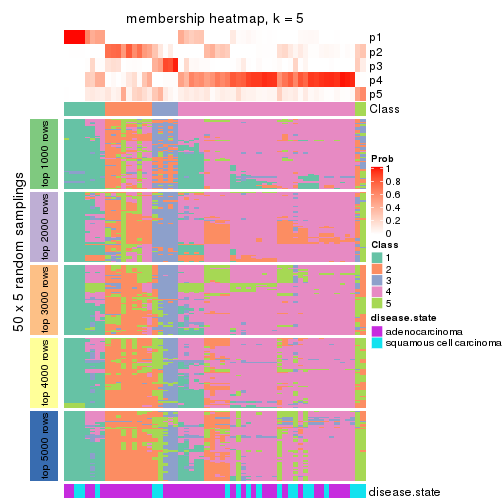 membership heatmap, k = 5
p1
p2
p3
p4
p5
Class
50 x 5 random samplings
top 1000 rows
top 2000 rows
top 3000 rows
top 4000 rows
top 5000 rows
Prob
1
0.8
0.6
0.4
0.2
0
Class
1
2
3
4
5
disease.state
adenocarcinoma
squamous cell carcinoma
disease.state